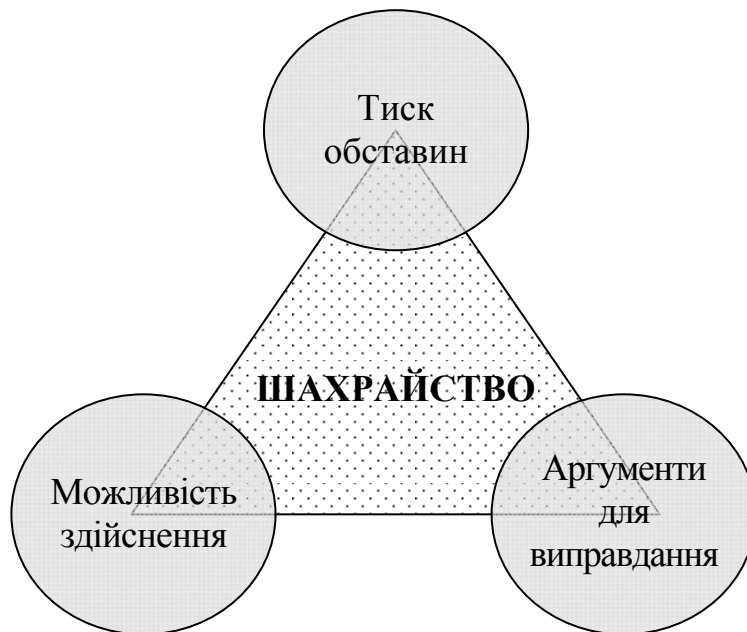 Тиск
обставин
ШАХРАЙСТВО
Можливість
здійснення
Аргументи
для
виправдання